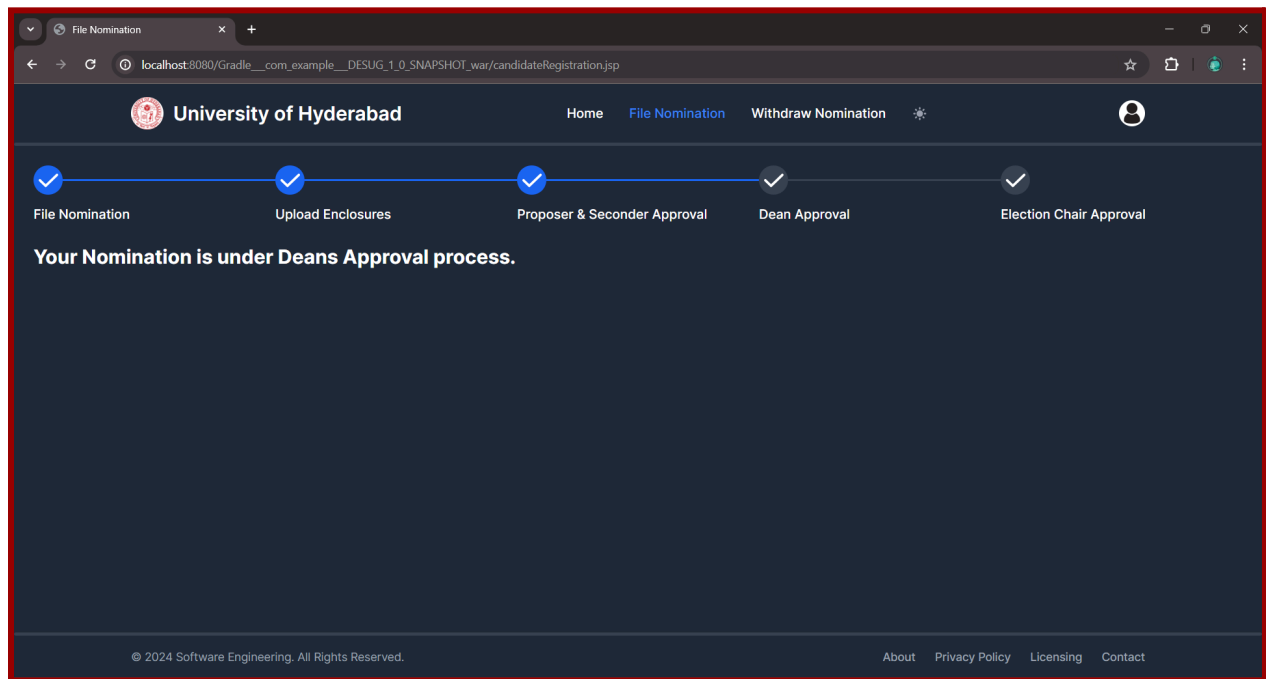 File Nomination
localhost:8080/Gradle___com_example___DESUG_1_0_SNAPSHOT_war/candidateRegistration.jsp
University of Hyderabad
Home File Nomination Withdraw Nomination
File Nomination Upload Enclosures Proposer & Seconder Approval Dean Approval Election Chair Approval
Your Nomination is under Deans Approval process.
© 2024 Software Engineering. All Rights Reserved. About Privacy Policy Licensing Contact